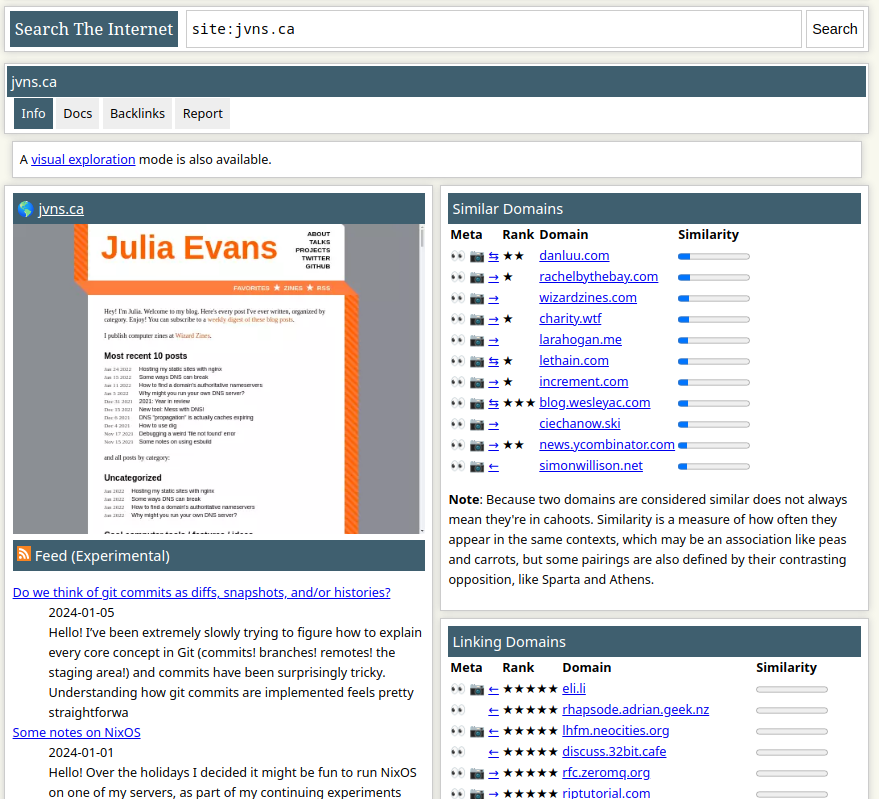 Search The Internet
site:jvns.ca
Search
jvns.ca
Info Docs Backlinks Report
A visual exploration mode is also available.
jvns.ca
Julia Evans
ABOUT
TALKS
PROJECTS
TWITTER
GITHUB
FAVORITES ★ ZINES ★ RSS
Hey! I'm Julia. Welcome to my blog. Here's every post I've ever written, organized by
category. Enjoy! You can subscribe to a weekly digest of these blog posts.
I publish computer zines at Wizard Zines.
Most recent 10 posts
Jan 24 2022 Hosting my static sites with nginx
Jan 15 2022 Some ways DNS can break
Jan 11 2022 How to find a domain's authoritative nameservers
Jan 5 2022 Why might you run your own DNS server?
Dec 31 2021 2021: Year in review
Dec 15 2021 New tool: Mess with DNS!
Dec 6 2021 DNS "propagation" is actually caches expiring
Dec 4 2021 How to use dig
Nov 17 2021 Debugging a weird 'file not found' error
Nov 15 2021 Some notes on using esbuild
and all posts by category:
Uncategorized
Jan 2022 Hosting my static sites with nginx
Jan 2022 Some ways DNS can break
Jan 2022 How to find a domain's authoritative nameservers
Jan 2022 Why might you run your own DNS server?
Feed (Experimental)
Do we think of git commits as diffs, snapshots, and/or histories?
2024-01-05
Hello! I've been extremely slowly trying to figure how to explain
every core concept in Git (commits! branches! remotes! the
staging area!) and commits have been surprisingly tricky.
Understanding how git commits are implemented feels pretty
straightforwa
Some notes on NixOS
2024-01-01
Hello! Over the holidays I decided it might be fun to run NixOS
on one of my servers, as part of my continuing experiments
Similar Domains
Meta Rank Domain Similarity
👀 📷 ⇆ ★★ danluu.com
👀 📷 → ★ rachelbythebay.com
👀 📷 → wizardzines.com
👀 📷 → ★ charity.wtf
👀 📷 → larahogan.me
👀 📷 ⇆ ★ lethain.com
👀 📷 → ★ increment.com
👀 📷 ⇆ ★★★ blog.wesleyac.com
👀 📷 → ciechanow.ski
👀 📷 → ★★ news.ycombinator.com
👀 📷 ← simonwillison.net
Note: Because two domains are considered similar does not always
mean they're in cahoots. Similarity is a measure of how often they
appear in the same contexts, which may be an association like peas
and carrots, but some pairings are also defined by their contrasting
opposition, like Sparta and Athens.
Linking Domains
Meta Rank Domain Similarity
👀 📷 ← ★★★★★ eli.li
👀 ← ★★★★★ rhapsode.adrian.geek.nz
👀 📷 ← ★★★★★ lhfm.neocities.org
👀 ← ★★★★★ discuss.32bit.cafe
👀 📷 → ★★★★★ rfc.zeromq.org
👀 📷 ← ★★★★★ riptutorial.com